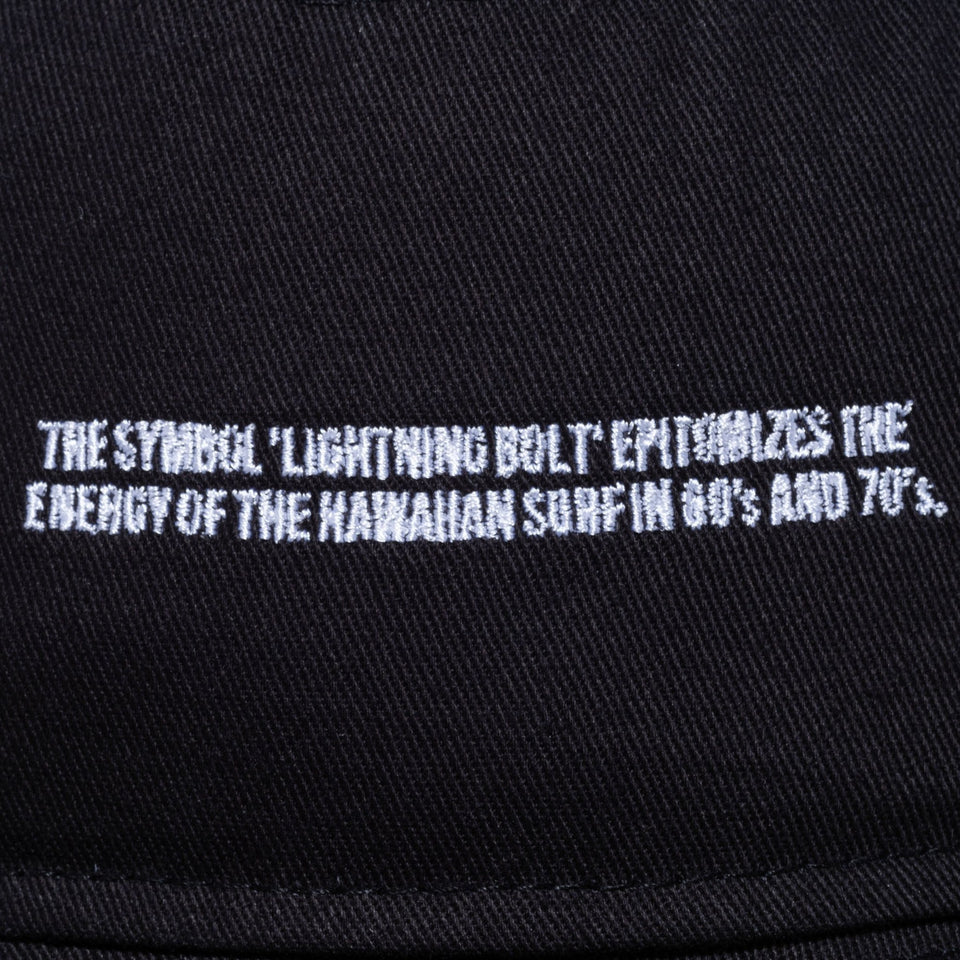 THE SYMBOL 'LIGHTNING BOLT' EPITOMIZES THE
ENERGY OF THE HAWAIIAN SURF IN 60's AND 70's.